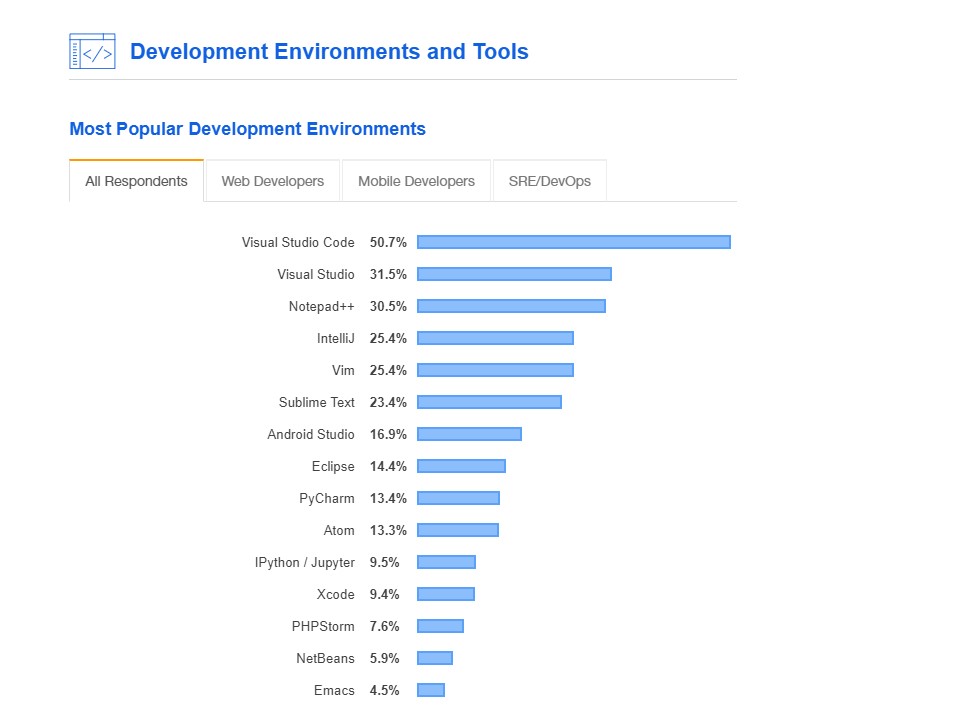 </>
Development Environments and Tools
Most Popular Development Environments
All Respondents Web Developers Mobile Developers SRE/DevOps
Visual Studio Code 50.7%
Visual Studio 31.5%
Notepad++ 30.5%
IntelliJ 25.4%
Vim 25.4%
Sublime Text 23.4%
Android Studio 16.9%
Eclipse 14.4%
PyCharm 13.4%
Atom 13.3%
IPython / Jupyter 9.5%
Xcode 9.4%
PHPStorm 7.6%
NetBeans 5.9%
Emacs 4.5%